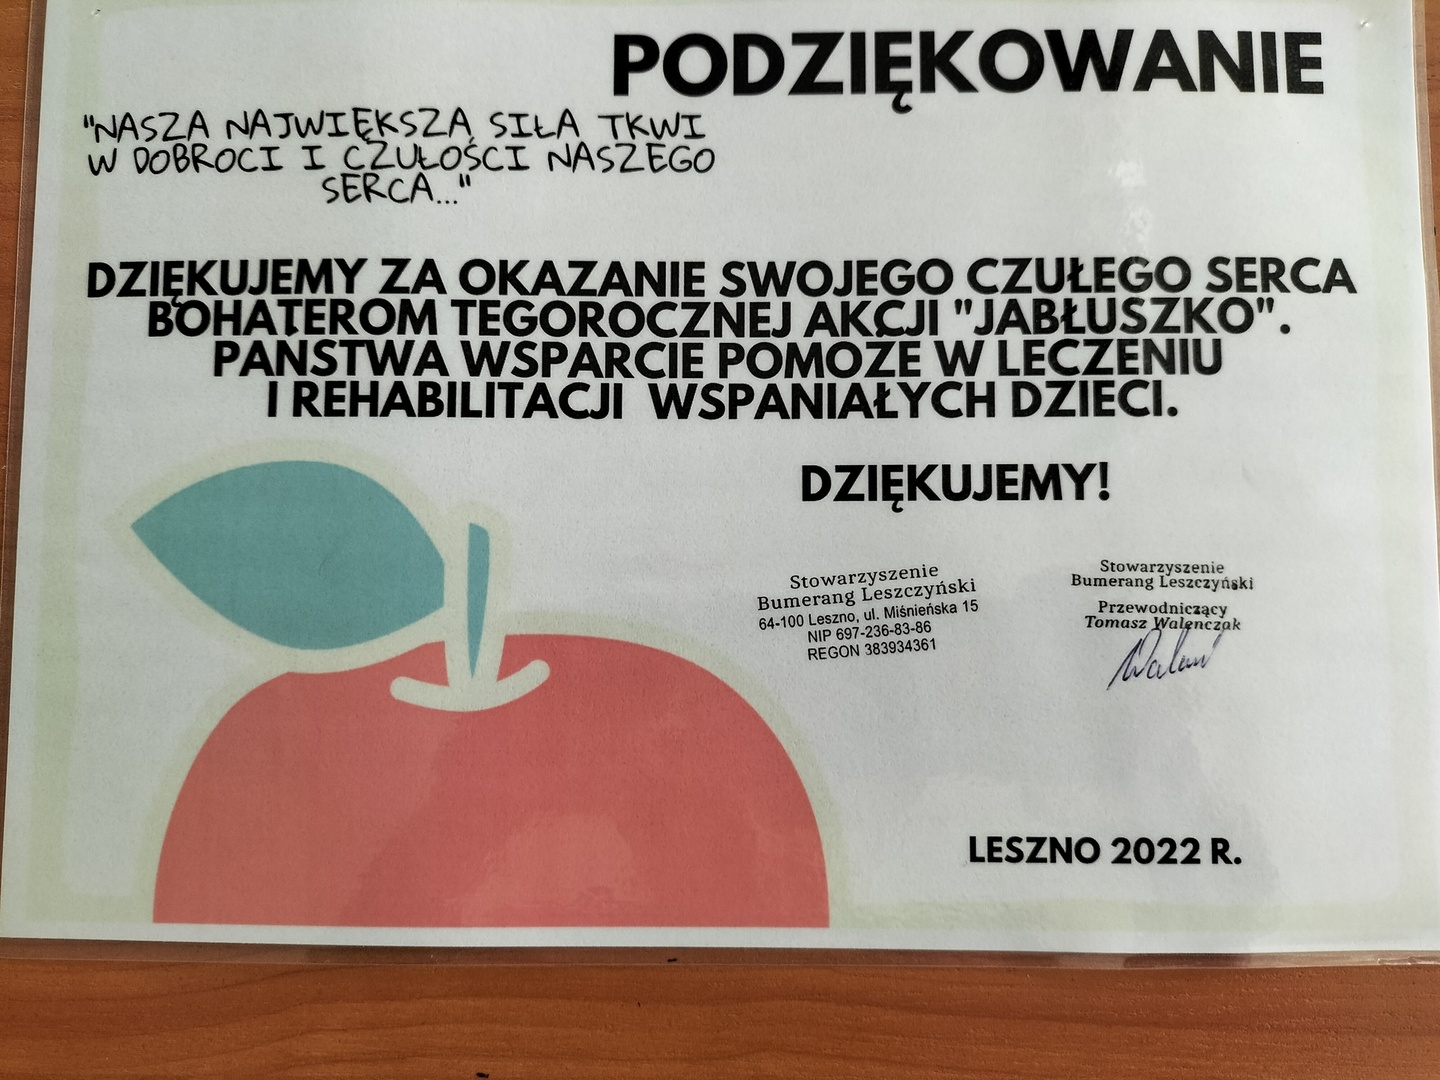 PODZIĘKOWANIE
"NASZA NAJWIĘKSZA SIŁA TKWI
W DOBROCI I CZUŁOŚCI NASZEGO
SERCA..."
DZIĘKUJEMY ZA OKAZANIE SWOJEGO CZUŁEGO SERCA
BOHATEROM TEGOROCZNEJ AKCJI "JABŁUSZKO".
PAŃSTWA WSPARCIE POMOŻE W LECZENIU
I REHABILITACJI WSPANIAŁYCH DZIECI.
DZIĘKUJEMY!
Stowarzyszenie
Bumerang Leszczyński
64-100 Leszno, ul. Miśnieńska 15
NIP 697-236-83-86
REGON 383934361
Stowarzyszenie
Bumerang Leszczyński
Przewodniczący
Tomasz Walenczak
LESZNO 2022 R.